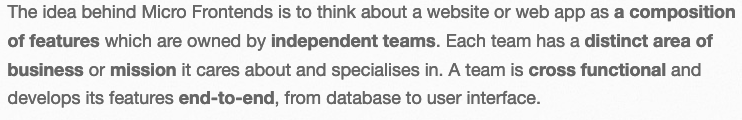 The idea behind Micro Frontends is to think about a website or web app as a composition
of features which are owned by independent teams. Each team has a distinct area of
business or mission it cares about and specialises in. A team is cross functional and
develops its features end-to-end, from database to user interface.